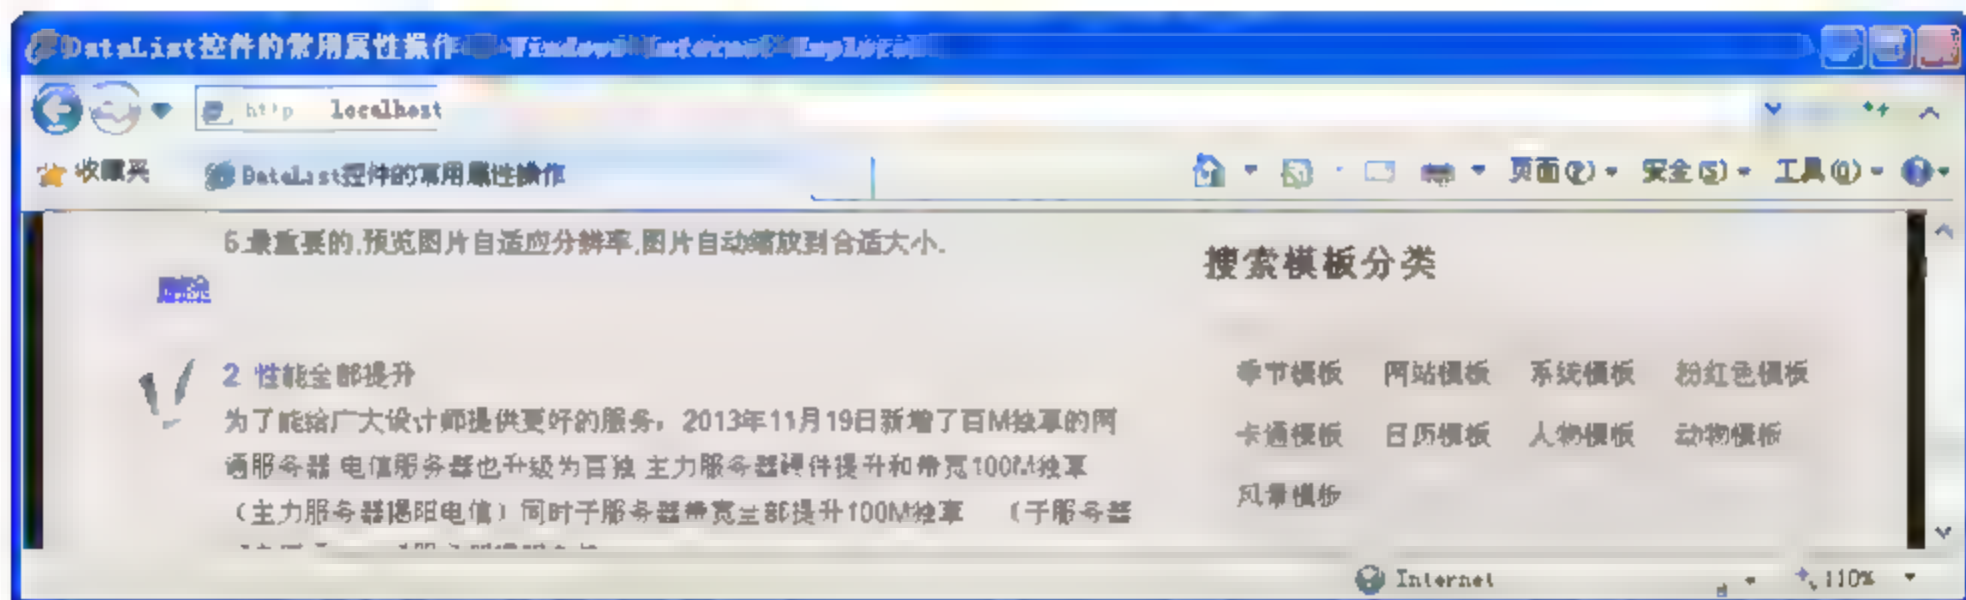 DataList控件的常用属性操作 - Windows Internet Explorer
http localhost
收藏夹 DataList控件的常用属性操作 页面(P) 安全(S) 工具(O)
6.最重要的,预览图片自适应分辨率,图片自动缩放到合适大小.
删除
搜索模板分类
2 性能全部提升
为了能给广大设计师提供更好的服务，2013年11月19日新增了百M独享的网
通服务器 电信服务器也升级为百独 主力服务器硬件提升和带宽100M独享
（主力服务器揭阳电信）同时子服务器带宽全部提升100M独享 （子服务器
季节模板 网站模板 系统模板 粉红色模板
卡通模板 日历模板 人物模板 动物模板
风景模板
Internet 110%